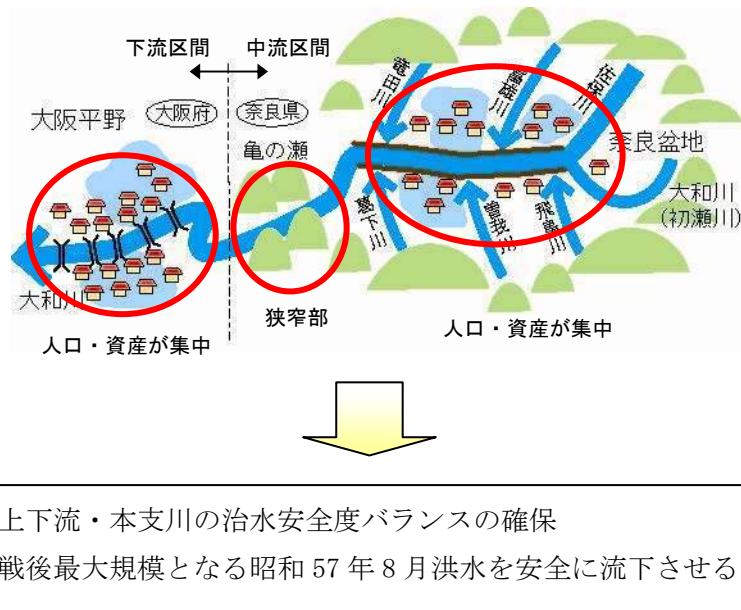 下流区間 中流区間
大阪平野 大阪府 奈良県
亀の瀬
竜田川
富雄川
佐保川
奈良盆地
大和川
(初瀬川)
葛下川
曽我川
飛鳥川
大和川
狭窄部
人口・資産が集中
人口・資産が集中
上下流・本支川の治水安全度バランスの確保
戦後最大規模となる昭和 57 年 8 月洪水を安全に流下させる